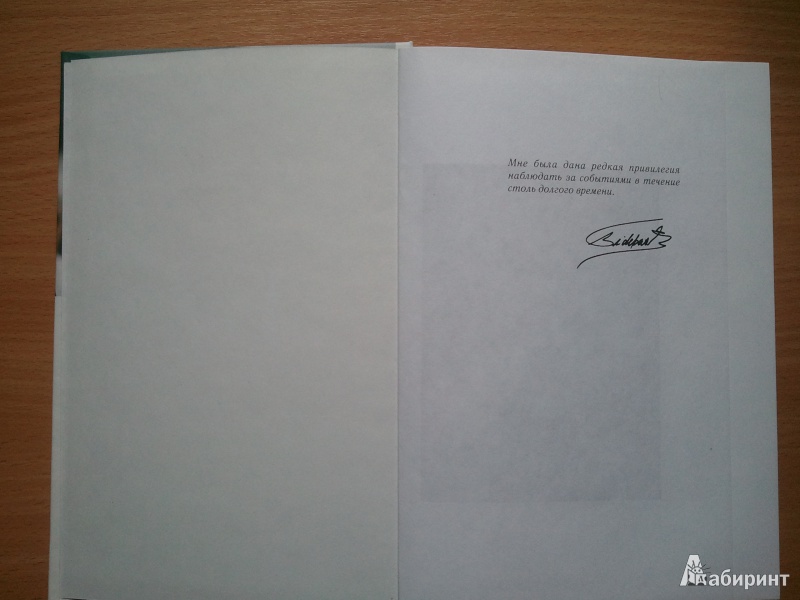 Мне была дана редкая привилегия
наблюдать за событиями в течение
столь долгого времени.
Лабиринт